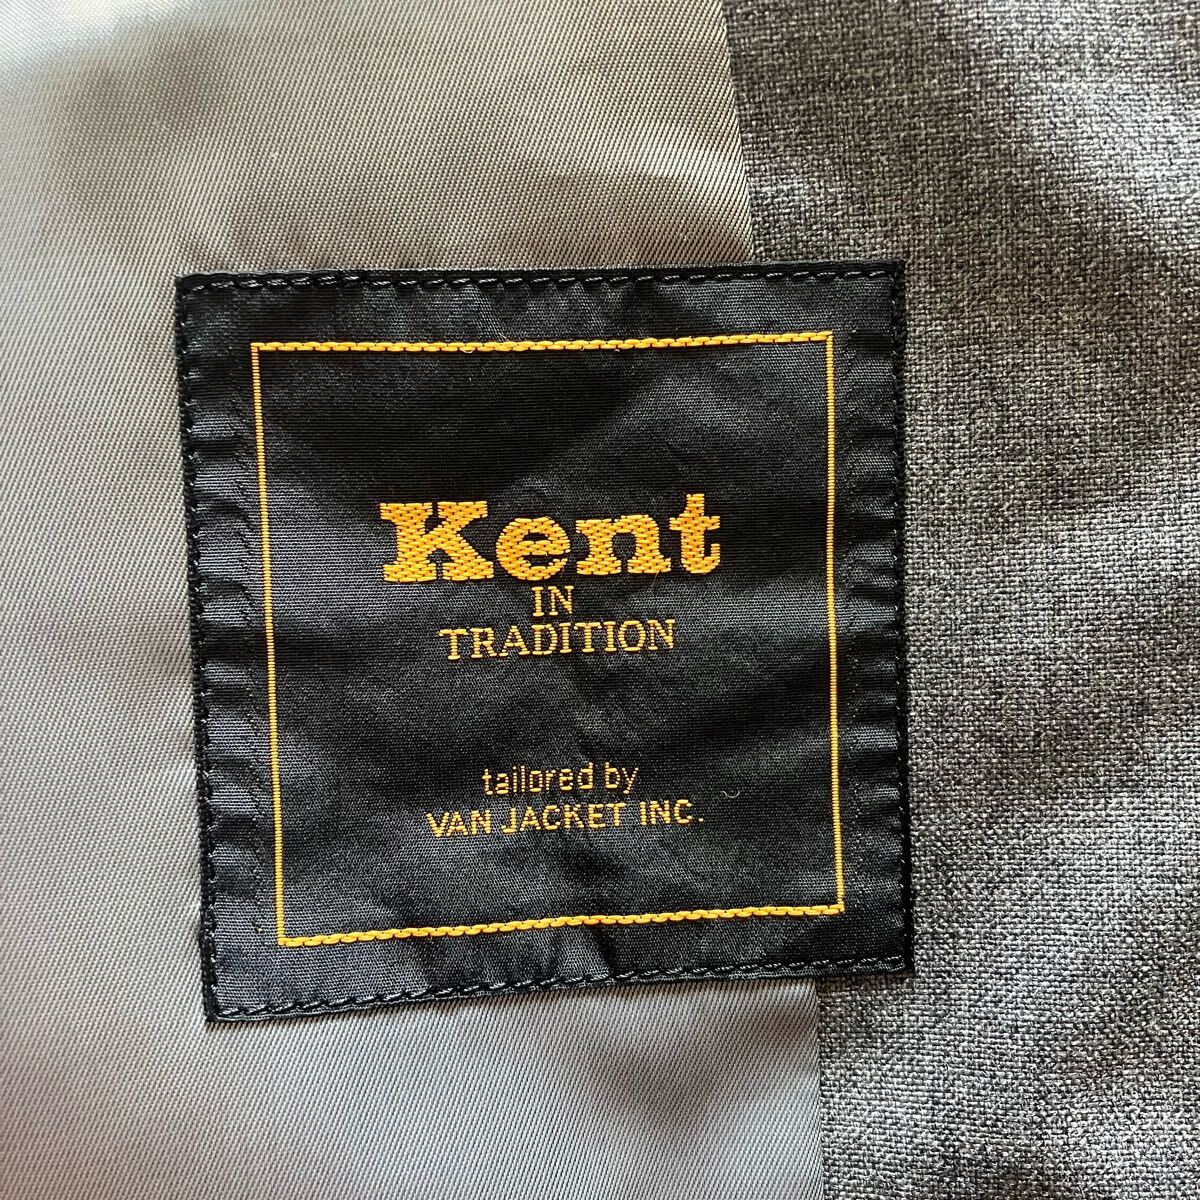 Kent
IN
TRADITION
tailored by
VAN JACKET INC.